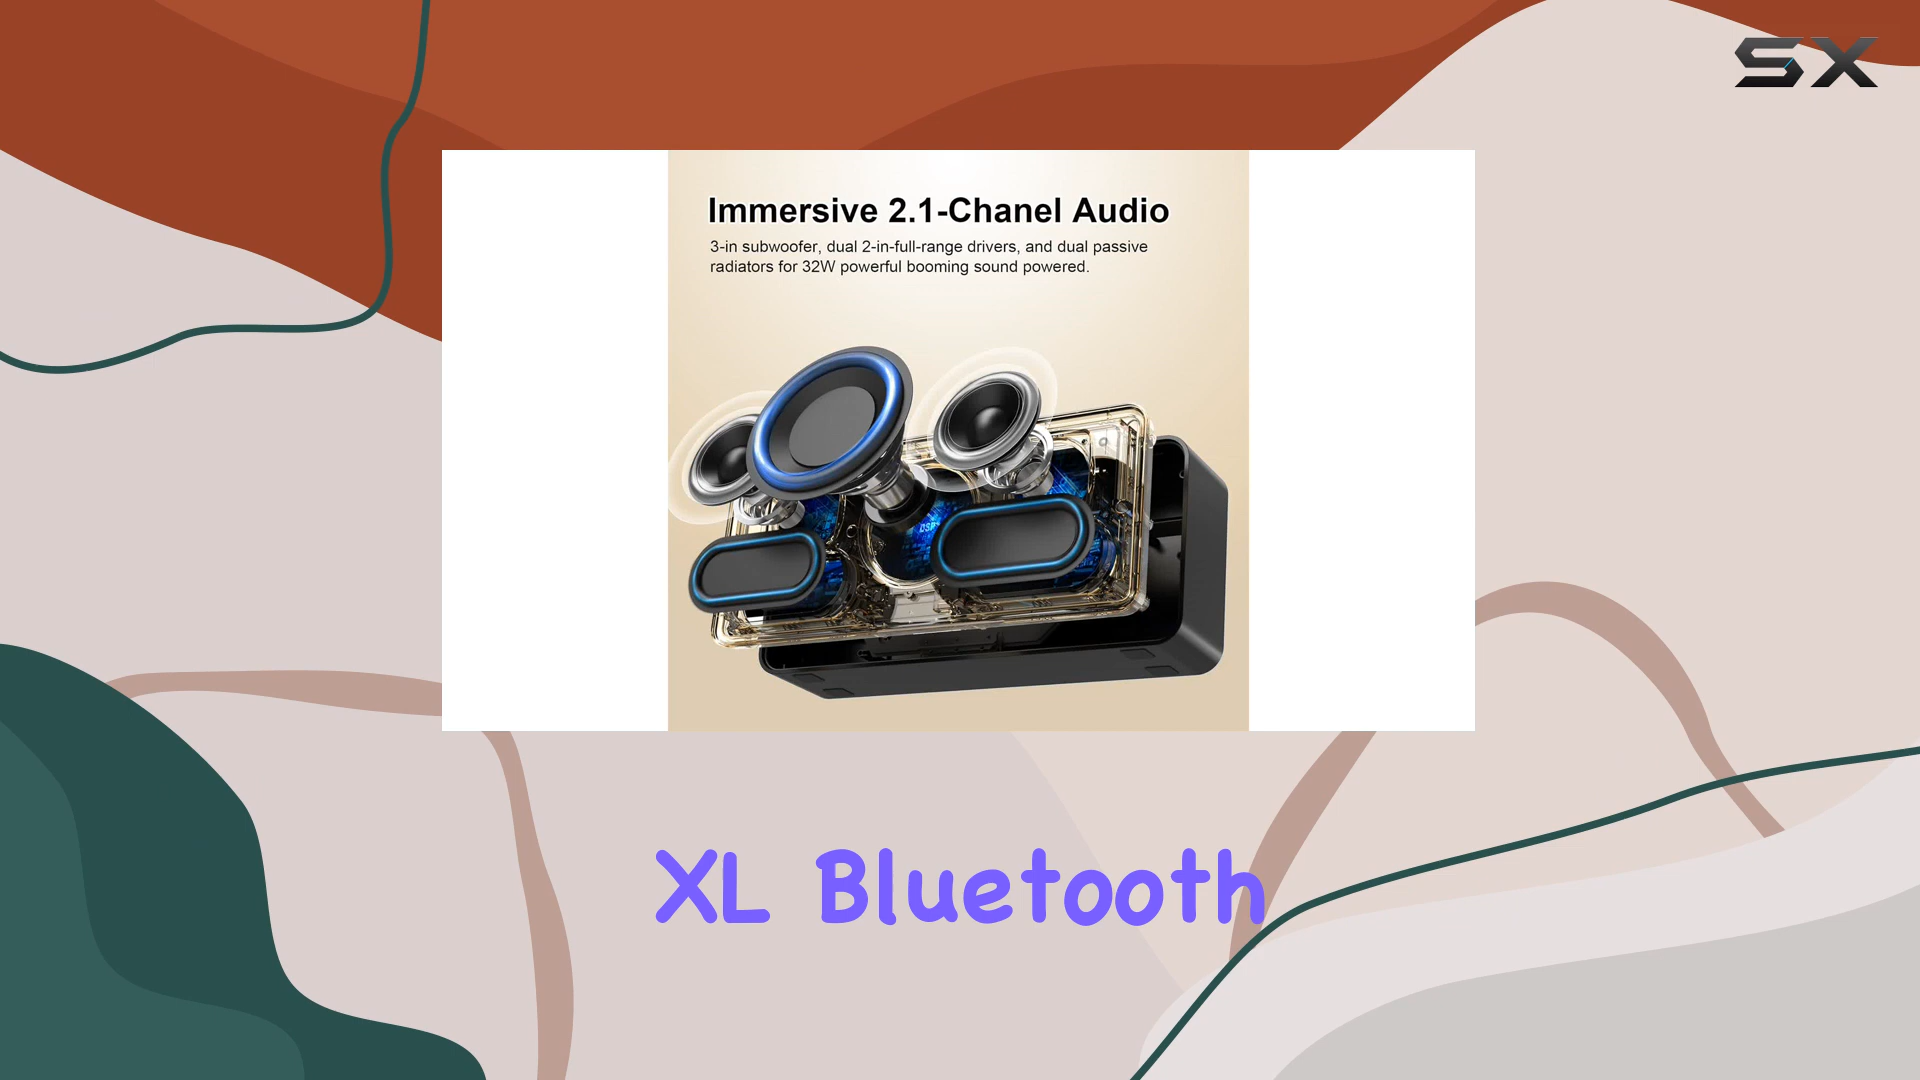 SX
Immersive 2.1-Chanel Audio
3-in subwoofer, dual 2-in-full-range drivers, and dual passive
radiators for 32W powerful booming sound powered.
DSP
XL Bluetooth